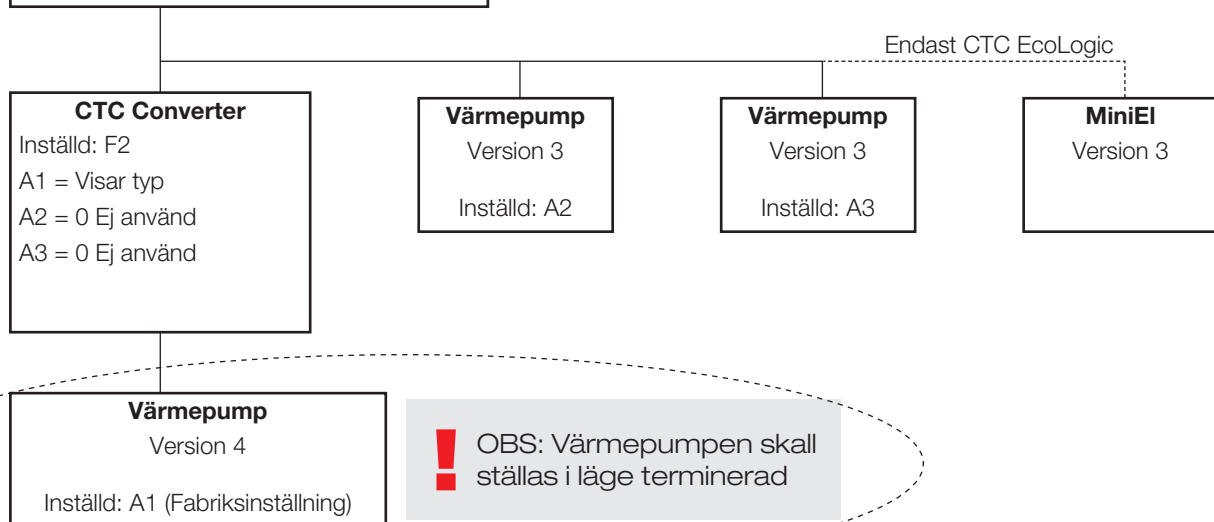 Endast CTC EcoLogic
CTC Converter
Inställd: F2
A1 = Visar typ
A2 = 0 Ej använd
A3 = 0 Ej använd
Värmepump
Version 3
Inställd: A2
Värmepump
Version 3
Inställd: A3
MiniEl
Version 3
Värmepump
Version 4
Inställd: A1 (Fabriksinställning)
! OBS: Värmepumpen skall
ställas i läge terminerad